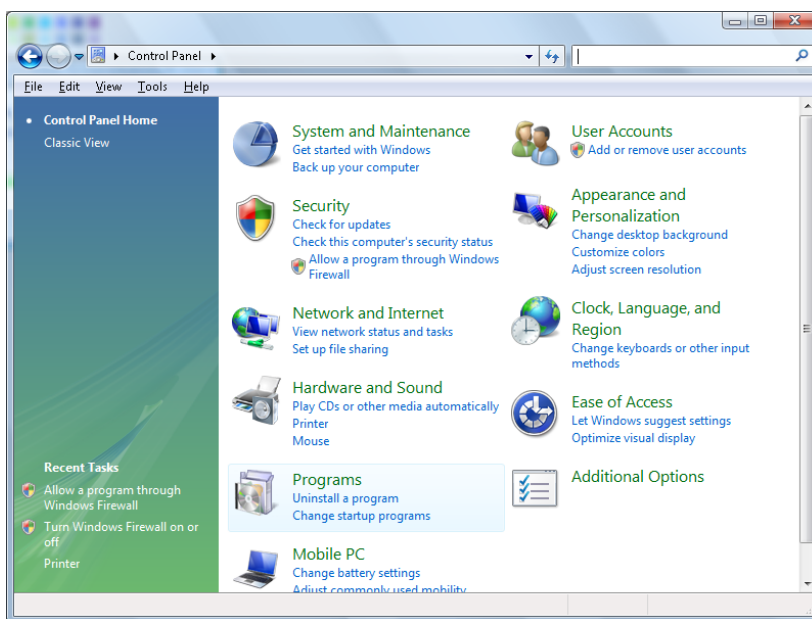 Control Panel
File Edit View Tools Help
Control Panel Home
Classic View
System and Maintenance
Get started with Windows
Back up your computer
Security
Check for updates
Check this computer's security status
Allow a program through Windows
Firewall
Network and Internet
View network status and tasks
Set up file sharing
Hardware and Sound
Play CDs or other media automatically
Printer
Mouse
Programs
Uninstall a program
Change startup programs
Mobile PC
Change battery settings
Adjust commonly used mobility
User Accounts
Add or remove user accounts
Appearance and
Personalization
Change desktop background
Customize colors
Adjust screen resolution
Clock, Language, and
Region
Change keyboards or other input
methods
Ease of Access
Let Windows suggest settings
Optimize visual display
Additional Options
Recent Tasks
Allow a program through
Windows Firewall
Turn Windows Firewall on or
off
Printer